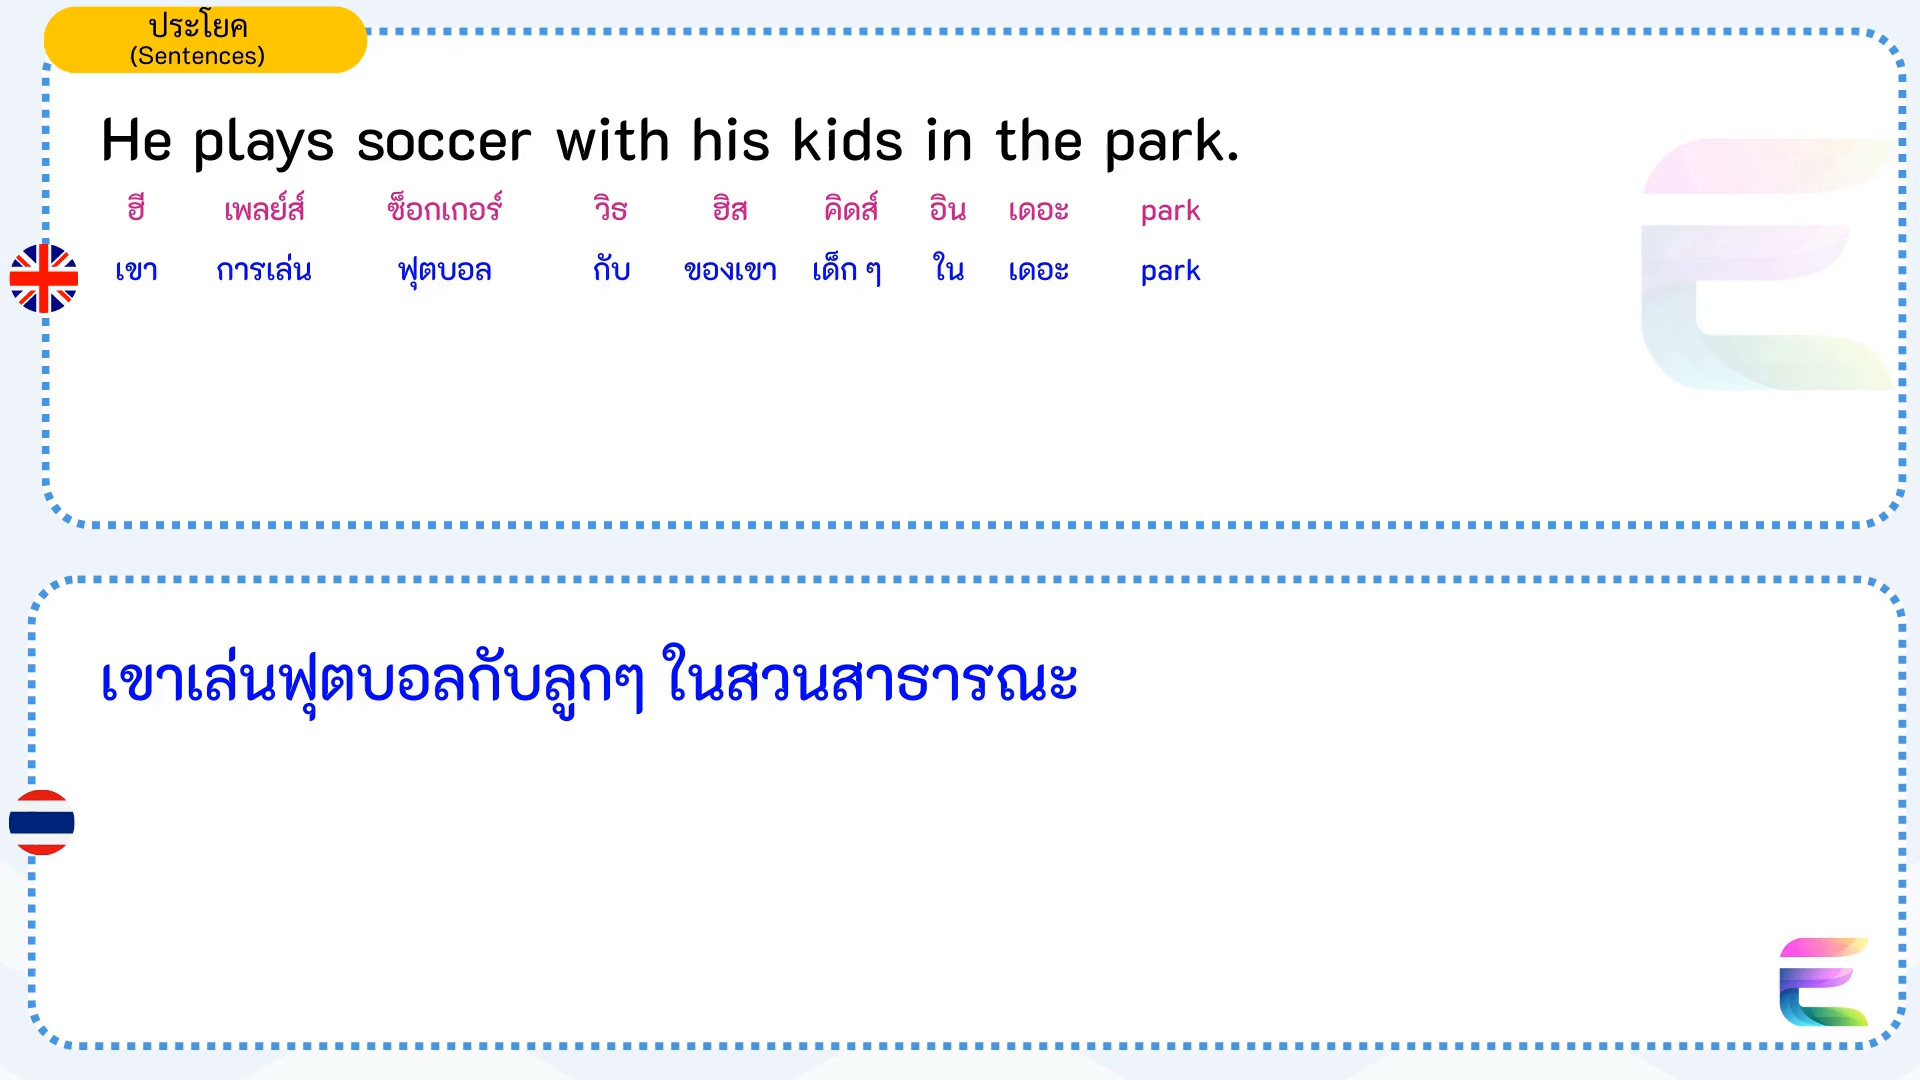 ประโยค
(Sentences)
He plays soccer with his kids in the park.
ฮี เพลย์ส์ ซ็อกเกอร์ วิธ ฮิส คิดส์ อิน เดอะ park
เขา การเล่น ฟุตบอล กับ ของเขา เด็ก ๆ ใน เดอะ park
เขาเล่นฟุตบอลกับลูกๆ ในสวนสาธารณะ